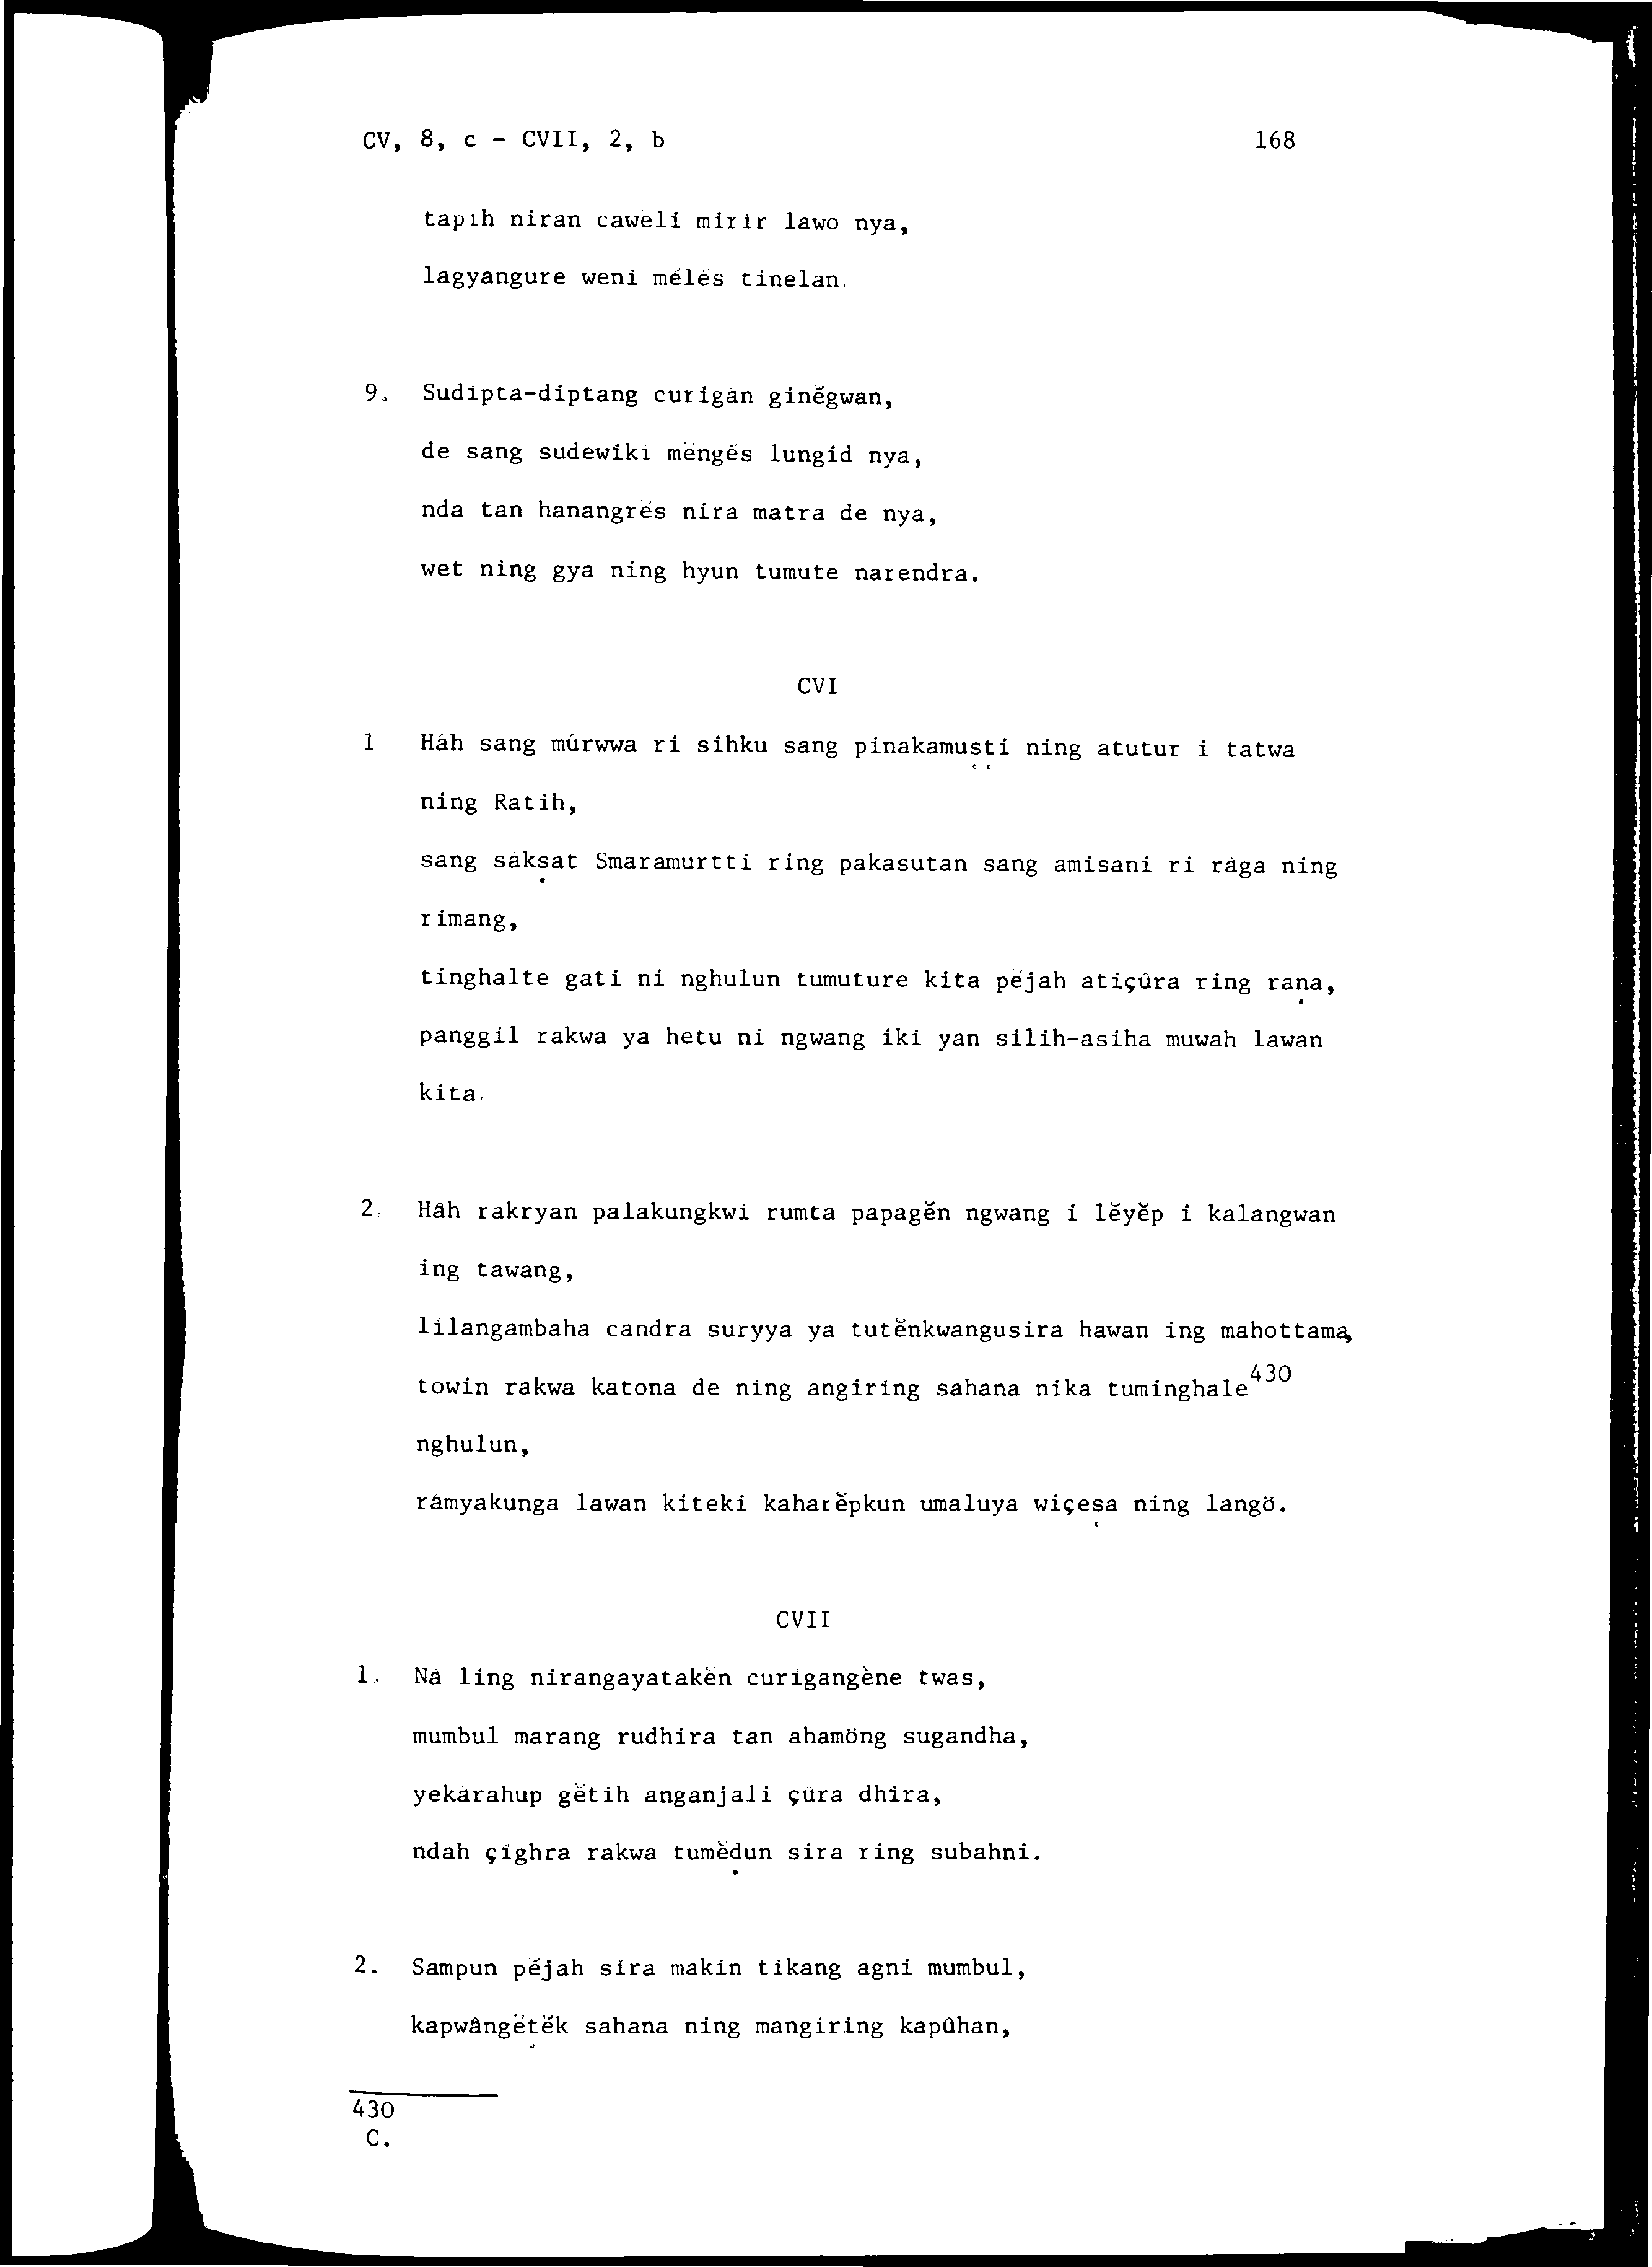 CV, 8, c - CVII, 2, b 168
tapih niran caweli mirir lawo nya,
lagyangure weni mĕlĕs tinelan.
9. Sudipta-diptang curigân ginĕgwan,
de sang sudewiki mĕngĕs lungid nya,
nda tan hanangrĕs nira matra de nya,
wet ning gya ning hyun tumute narendra.
CVI
1 Hâh sang mûrwwa ri sihku sang pinakamuṣṭi ning atutur i tatwa
ning Ratih,
sang sâkṣat Smaramurtti ring pakasutan sang amisani ri râga ning
rimang,
tinghalte gati ni nghulun tumuture kita pĕjah atiçûra ring raṇa,
panggil rakwa ya hetu ni ngwang iki yan silih-asiha muwah lawan
kita.
2. Hâh rakryan palakungkwi rumta papagĕn ngwang i lĕyĕp i kalangwan
ing tawang,
lîlangambaha candra suryya ya tutĕnkwangusira hawan ing mahottama,
towin rakwa katona de ning angiring sahana nika tuminghale430
nghulun,
râmyakunga lawan kiteki kaharĕpkun umaluya wiçeṣa ning langö.
CVII
1. Nâ ling nirangayatakĕn curigangĕne twas,
mumbul marang rudhira tan ahamöng sugandha,
yekârahup gĕtih anganjali çûra dhira,
ndah çîghra rakwa tumĕḍun sira ring subahni.
2. Sampun pĕjah sira makin tikang agni mumbul,
kapwângĕṭĕk sahana ning mangiring kapûhan,
430
C.